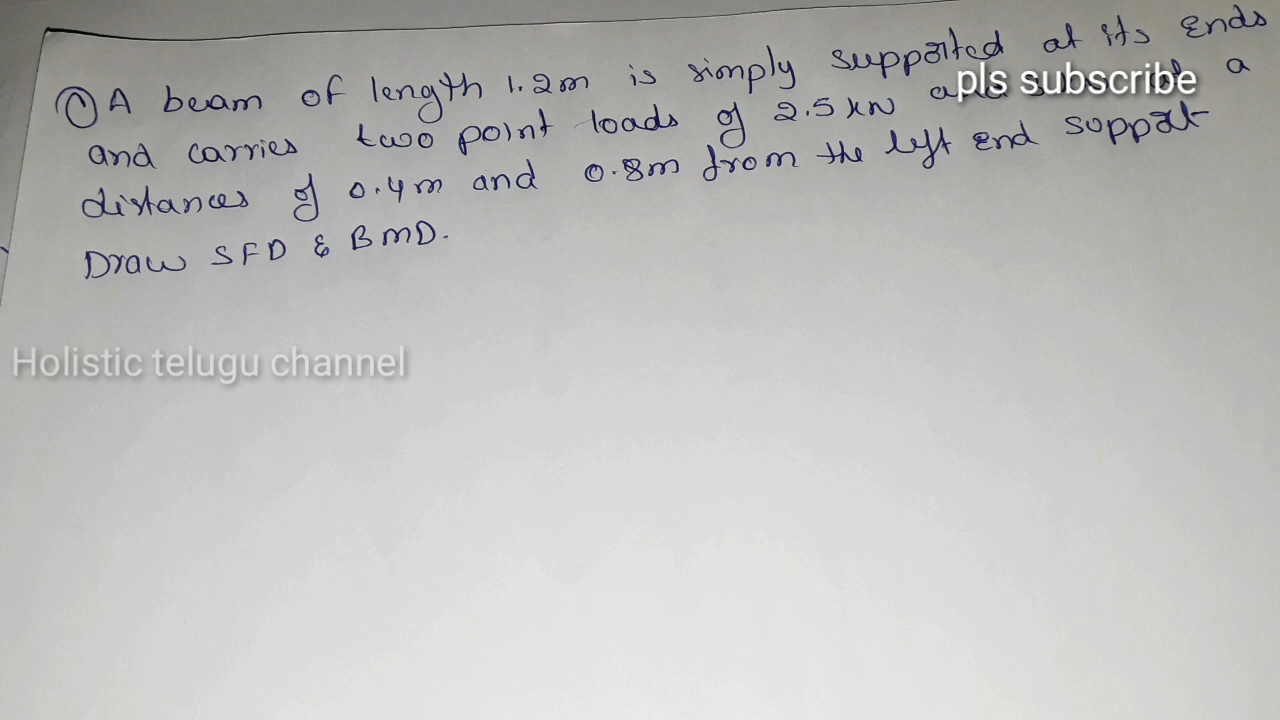 ① A beam of length 1.2m is simply supported at its Ends
pls subscribe
and carries two point loads of 2.5 kN at a
distances of 0.4m and 0.8m from the left End support
Draw SFD & BMD.
Holistic telugu channel